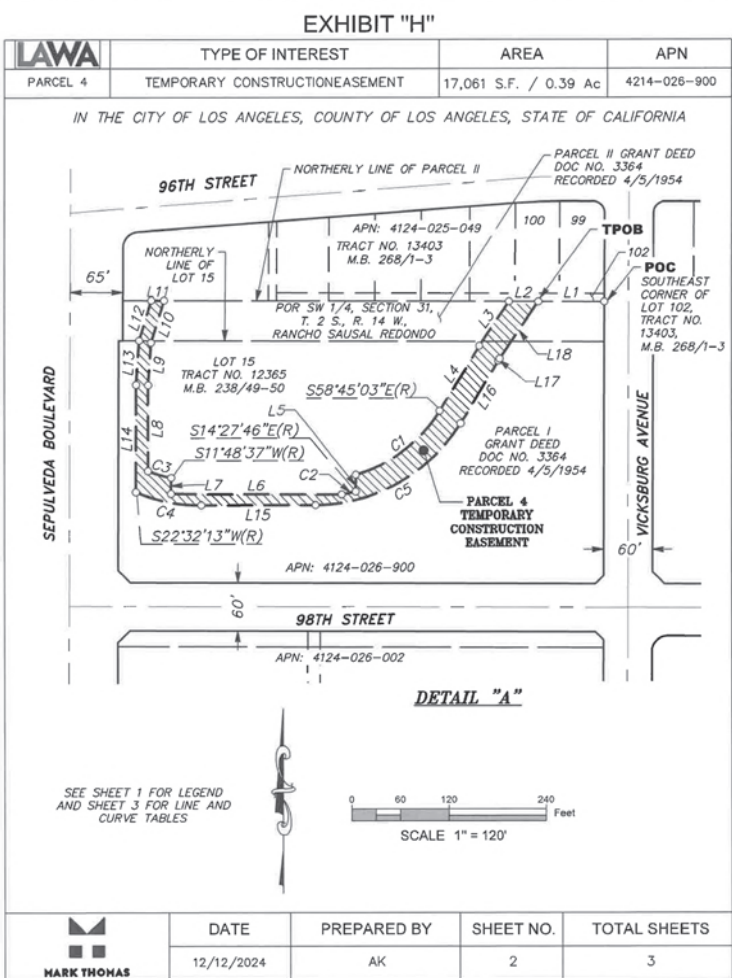 EXHIBIT "H"
LAWA
TYPE OF INTEREST
AREA
APN
PARCEL 4
TEMPORARY CONSTRUCTIONEASEMENT
17,061 S.F. / 0.39 Ac
4214-026-900
IN THE CITY OF LOS ANGELES, COUNTY OF LOS ANGELES, STATE OF CALIFORNIA
96TH STREET
NORTHERLY LINE OF PARCEL II
PARCEL II GRANT DEED
DOC NO. 3364
RECORDED 4/5/1954
APN: 4124-025-049
TRACT NO. 13403
M.B. 268/1-3
100
99
TPOB
102
POC
SOUTHEAST
CORNER OF
LOT 102,
TRACT NO.
13403,
M.B. 268/1-3
65'
NORTHERLY
LINE OF
LOT 15
L11
L12
L10
L2
L1
POR SW 1/4, SECTION 31,
T. 2 S., R. 14 W.,
RANCHO SAUSAL REDONDO
L3
L18
L17
L13
L9
LOT 15
TRACT NO. 12365
M.B. 238/49-50
L4
L16
S58°45'03"E(R)
L5
S14°27'46"E(R)
S11°48'37"W(R)
L14
L8
C3
L7
L6
C2
C1
C5
C4
L15
S22°32'13"W(R)
PARCEL I
GRANT DEED
DOC NO. 3364
RECORDED 4/5/1954
PARCEL 4
TEMPORARY
CONSTRUCTION
EASEMENT
SEPULVEDA BOULEVARD
VICKSBURG AVENUE
60'
APN: 4124-026-900
60'
98TH STREET
APN: 4124-026-002
DETAIL "A"
SEE SHEET 1 FOR LEGEND
AND SHEET 3 FOR LINE AND
CURVE TABLES
0 60 120 240
Feet
SCALE 1" = 120'
MARK THOMAS
DATE
PREPARED BY
SHEET NO.
TOTAL SHEETS
12/12/2024
AK
2
3